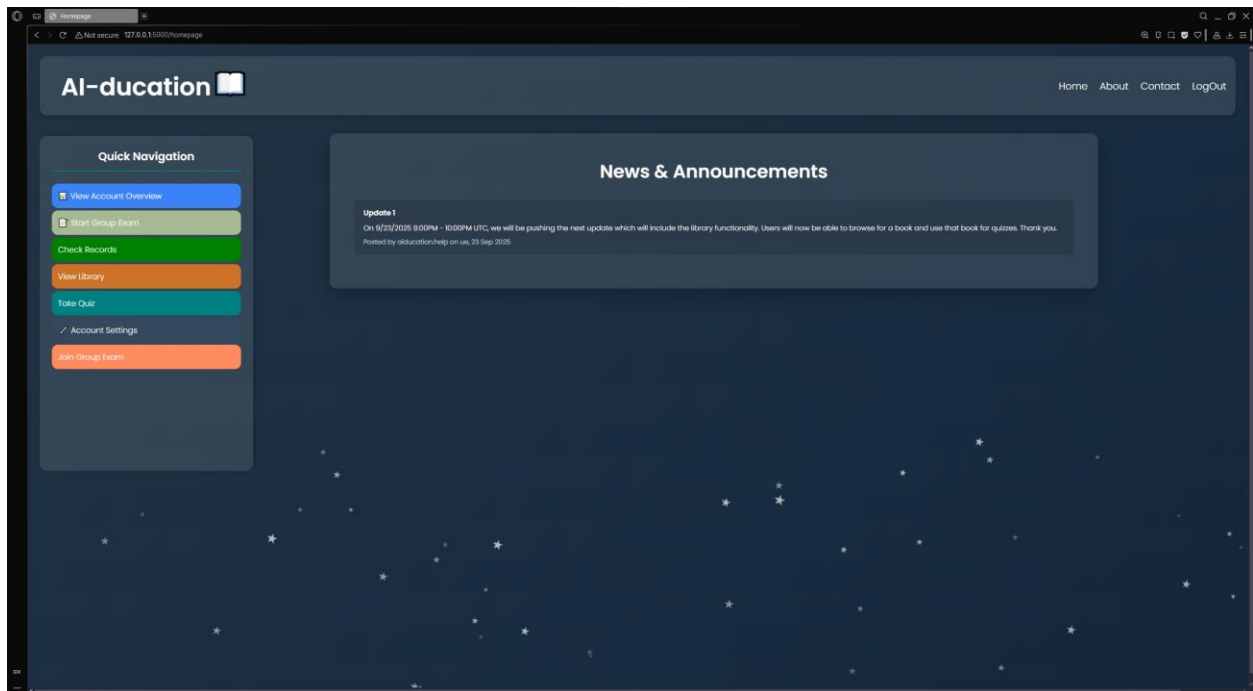 Homepage
Not secure 127.0.0.1:5000/homepage
AI-ducation
Home About Contact LogOut
Quick Navigation
View Account Overview
Start Group Exam
Check Records
View Library
Take Quiz
Account Settings
Join Group Exam
News & Announcements
Update 1
On 9/23/2025 8:00PM - 10:00PM UTC, we will be pushing the next update which will include the library functionality. Users will now be able to browse for a book and use that book for quizzes. Thank you.
Posted by aiducation.help on ue, 23 Sep 2025